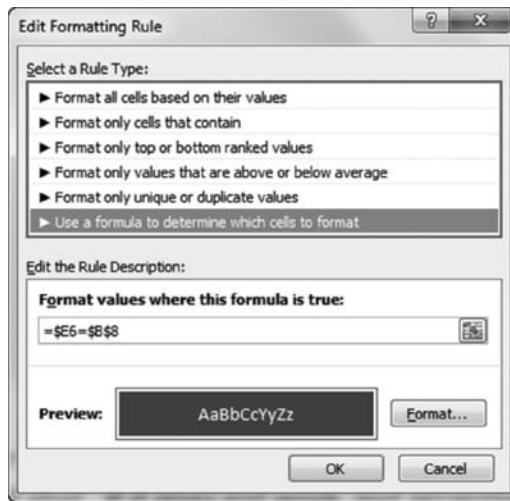 Edit Formatting Rule
Select a Rule Type:
► Format all cells based on their values
► Format only cells that contain
► Format only top or bottom ranked values
► Format only values that are above or below average
► Format only unique or duplicate values
► Use a formula to determine which cells to format
Edit the Rule Description:
Format values where this formula is true:
=$E6=$B$8
Preview:
AaBbCcYyZz
Format...
OK
Cancel